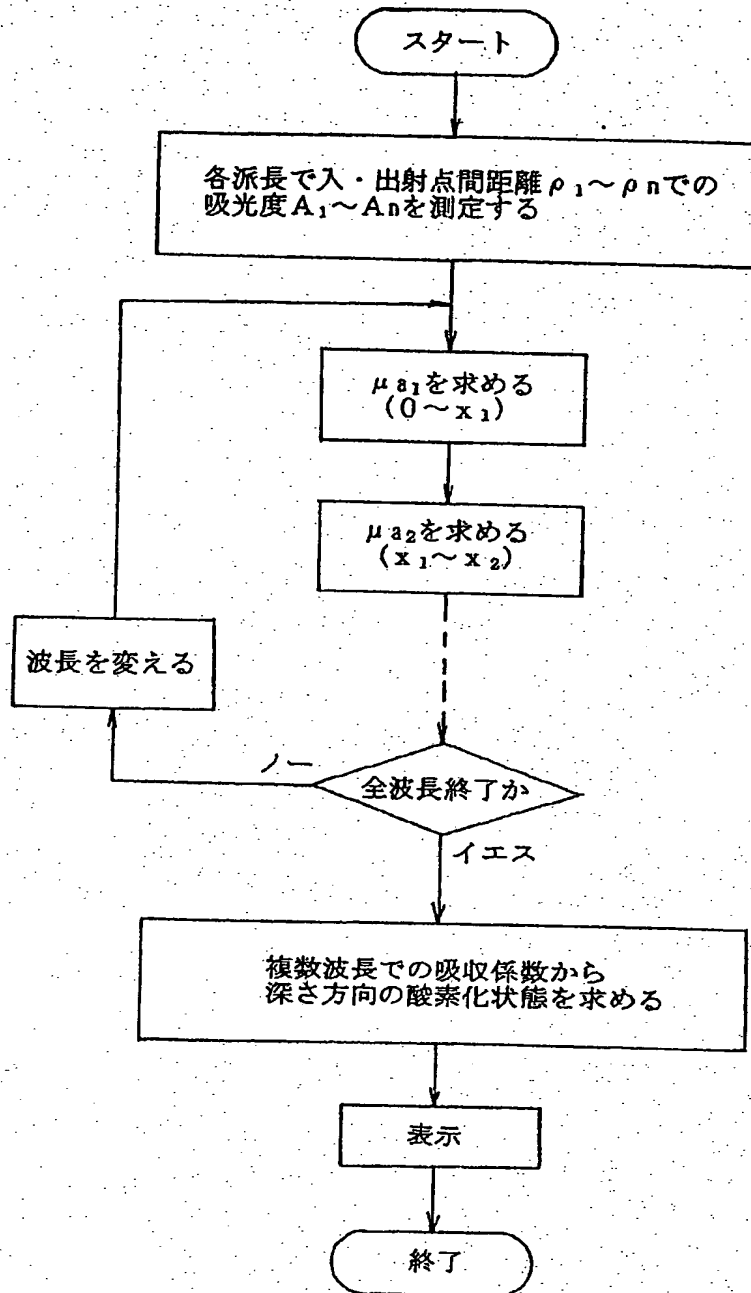 スタート
各派長で入・出射点間距離ρ₁～ρnでの
吸光度A₁～Anを測定する
μa₁を求める
(0～x₁)
μa₂を求める
(x₁～x₂)
波長を変える
ノー
全波長終了か
イエス
複数波長での吸収係数から
深さ方向の酸素化状態を求める
表示
終了